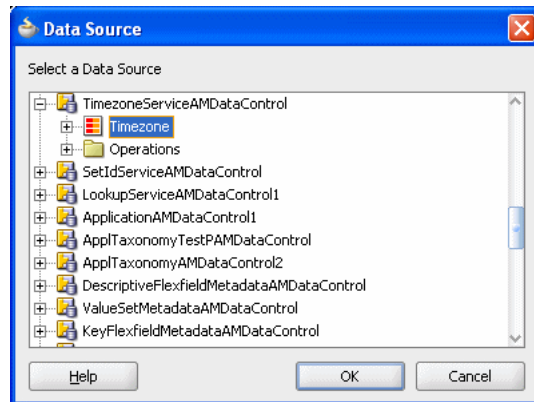 Data Source
Select a Data Source
TimezoneServiceAMDataControl
Timezone
Operations
SetIdServiceAMDataControl
LookupServiceAMDataControl1
ApplicationAMDataControl1
ApplTaxonomyTestPAMDataControl
ApplTaxonomyAMDataControl2
DescriptiveFlexfieldMetadataAMDataControl
ValueSetMetadataAMDataControl
KeyFlexfieldMetadataAMDataControl
Help OK Cancel